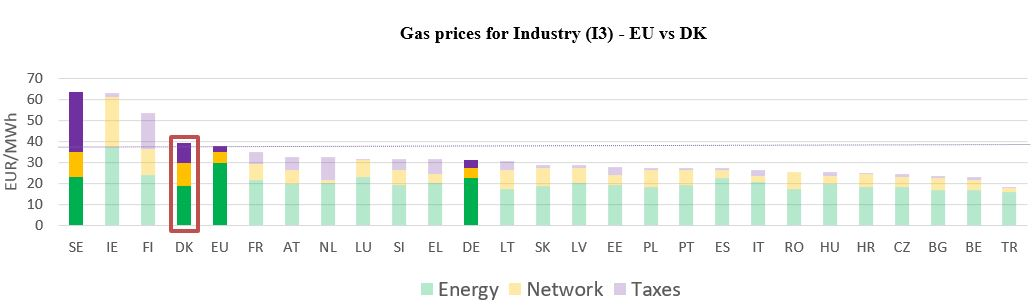 Gas prices for Industry (I3) - EU vs DK
70
60
50
40
30
20
10
0
EUR/MWh
SE IE FI DK EU FR AT NL LU SI EL DE LT SK LV EE PL PT ES IT RO HU HR CZ BG BE TR
Energy Network Taxes